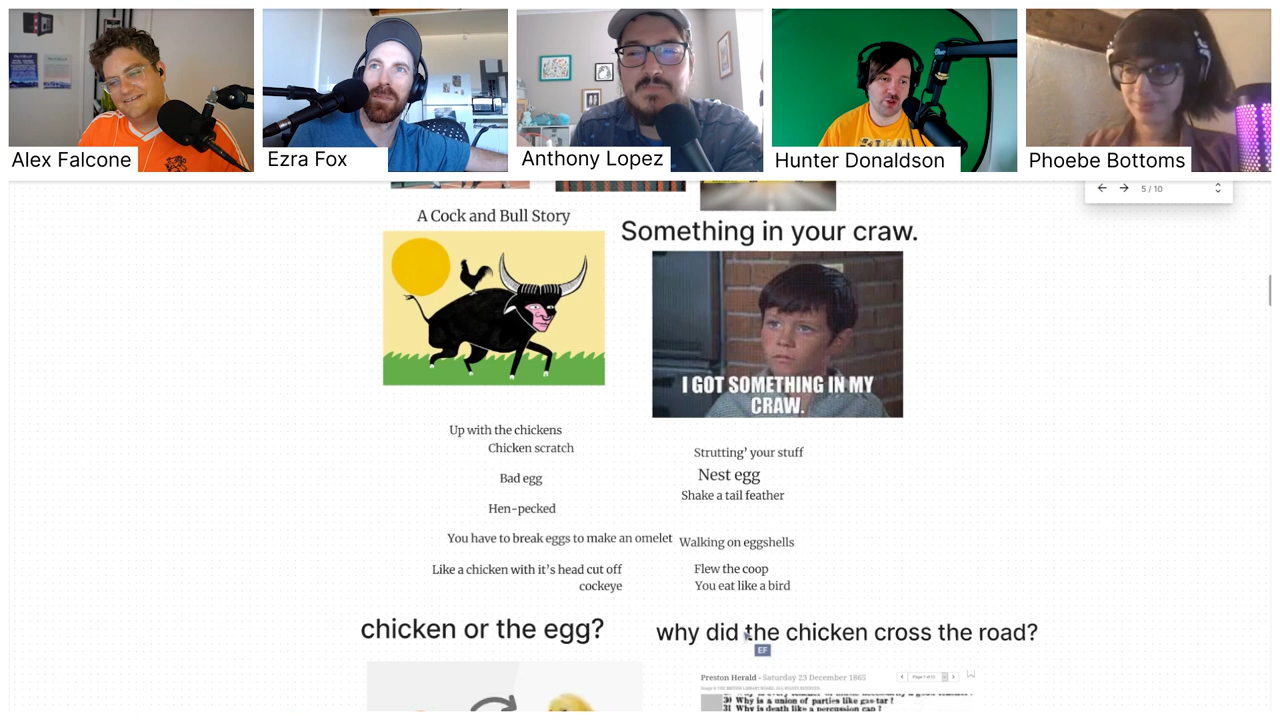 Alex Falcone
Ezra Fox
Anthony Lopez
Hunter Donaldson
Phoebe Bottoms
5 / 10
A Cock and Bull Story
Something in your craw.
I GOT SOMETHING IN MY
CRAW.
Up with the chickens
Chicken scratch
Bad egg
Hen-pecked
You have to break eggs to make an omelet
Like a chicken with it's head cut off
cockeye
Strutting' your stuff
Nest egg
Shake a tail feather
Walking on eggshells
Flew the coop
You eat like a bird
chicken or the egg?
why did the chicken cross the road?
EF
Preston Herald - Saturday 23 December 1865
30 Why is a union of parties like gas-tar?
31 Why is death like a percussion cap?